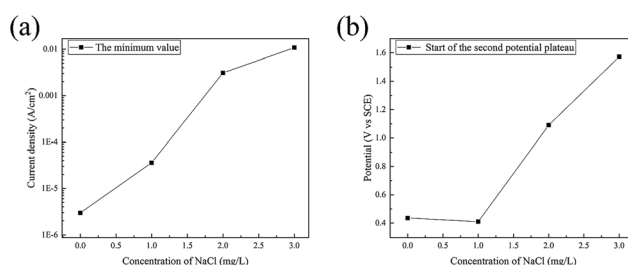 (a)
The minimum value
0.01
0.001
1E-4
1E-5
1E-6
Current density (A/cm²)
0.0 0.5 1.0 1.5 2.0 2.5 3.0
Concentration of NaCl (mg/L)
(b)
Start of the second potential plateau
1.6
1.4
1.2
1.0
0.8
0.6
0.4
Potential (V vs SCE)
0.0 0.5 1.0 1.5 2.0 2.5 3.0
Concentration of NaCl (mg/L)